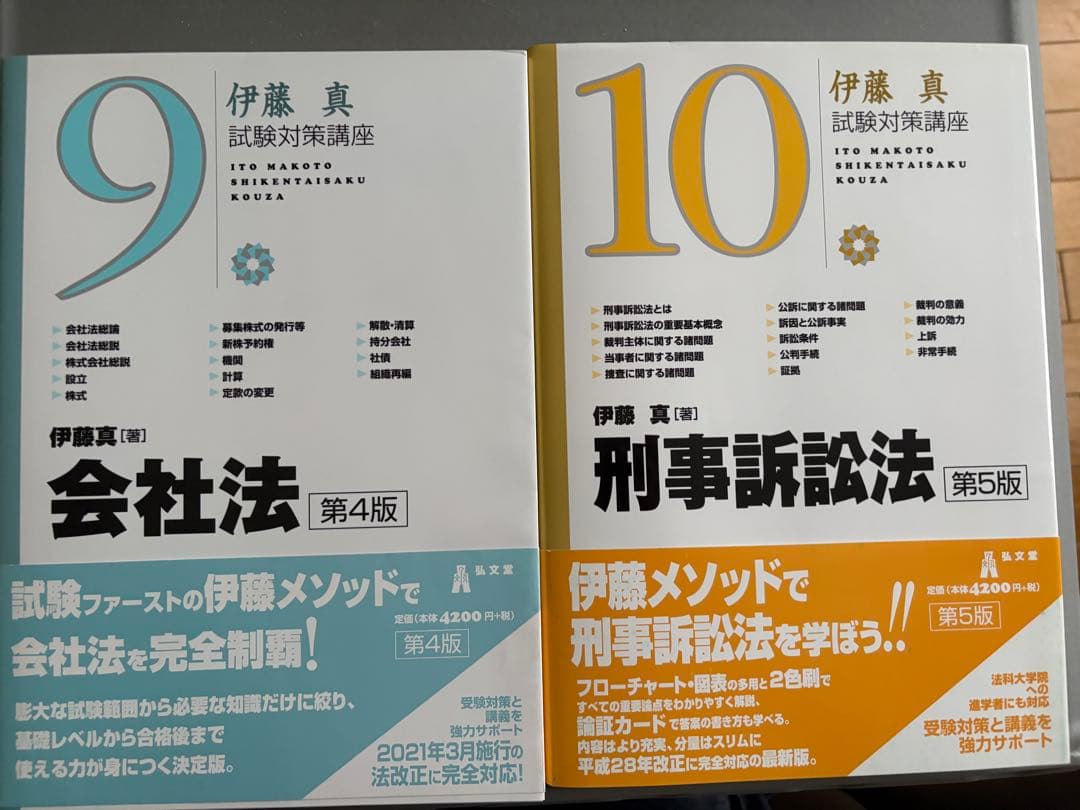 9
伊藤 真
試験対策講座
ITO MAKOTO
SHIKENTAISAKU
KOUZA
会社法総論
会社法総説
株式会社総説
設立
株式
募集株式の発行等
新株予約権
機関
計算
定款の変更
解散・清算
持分会社
社債
組織再編
伊藤真[著]
会社法 第4版
弘文堂
試験ファーストの伊藤メソッドで
会社法を完全制覇!
定価(本体4200円+税)
第4版
膨大な試験範囲から必要な知識だけに絞り、
基礎レベルから合格後まで
使える力が身につく決定版。
受験対策と
講義を
強力サポート
2021年3月施行の
法改正に完全対応!
10
伊藤 真
試験対策講座
ITO MAKOTO
SHIKENTAISAKU
KOUZA
刑事訴訟法とは
刑事訴訟法の重要基本概念
裁判主体に関する諸問題
当事者に関する諸問題
捜査に関する諸問題
公訴に関する諸問題
訴因と公訴事実
訴訟条件
公判手続
証拠
裁判の意義
裁判の効力
上訴
非常手続
伊藤 真[著]
刑事訴訟法 第5版
弘文堂
伊藤メソッドで
刑事訴訟法を学ぼう!!
定価(本体4200円+税)
第5版
フローチャート・図表の多用と2色刷で
すべての重要論点をわかりやすく解説、
論証カードで答案の書き方も学べる。
内容はより充実、分量はスリムに
平成28年改正に完全対応の最新版。
法科大学院
への
進学者にも対応
受験対策と講義を
強力サポート